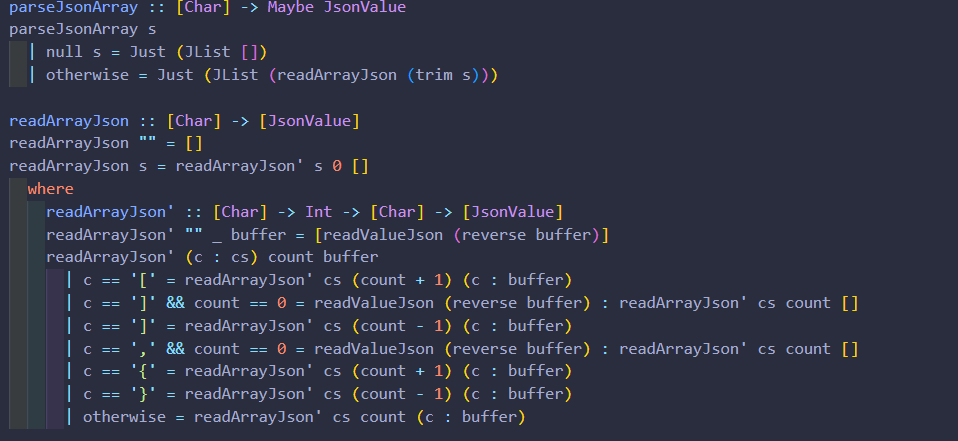 parseJsonArray :: [Char] -> Maybe JsonValue
parseJsonArray s
  | null s = Just (JList [])
  | otherwise = Just (JList (readArrayJson (trim s)))

readArrayJson :: [Char] -> [JsonValue]
readArrayJson "" = []
readArrayJson s = readArrayJson' s 0 []
  where
    readArrayJson' :: [Char] -> Int -> [Char] -> [JsonValue]
    readArrayJson' "" _ buffer = [readValueJson (reverse buffer)]
    readArrayJson' (c : cs) count buffer
      | c == '[' = readArrayJson' cs (count + 1) (c : buffer)
      | c == ']' && count == 0 = readValueJson (reverse buffer) : readArrayJson' cs count []
      | c == ']' = readArrayJson' cs (count - 1) (c : buffer)
      | c == ',' && count == 0 = readValueJson (reverse buffer) : readArrayJson' cs count []
      | c == '{' = readArrayJson' cs (count + 1) (c : buffer)
      | c == '}' = readArrayJson' cs (count - 1) (c : buffer)
      | otherwise = readArrayJson' cs count (c : buffer)